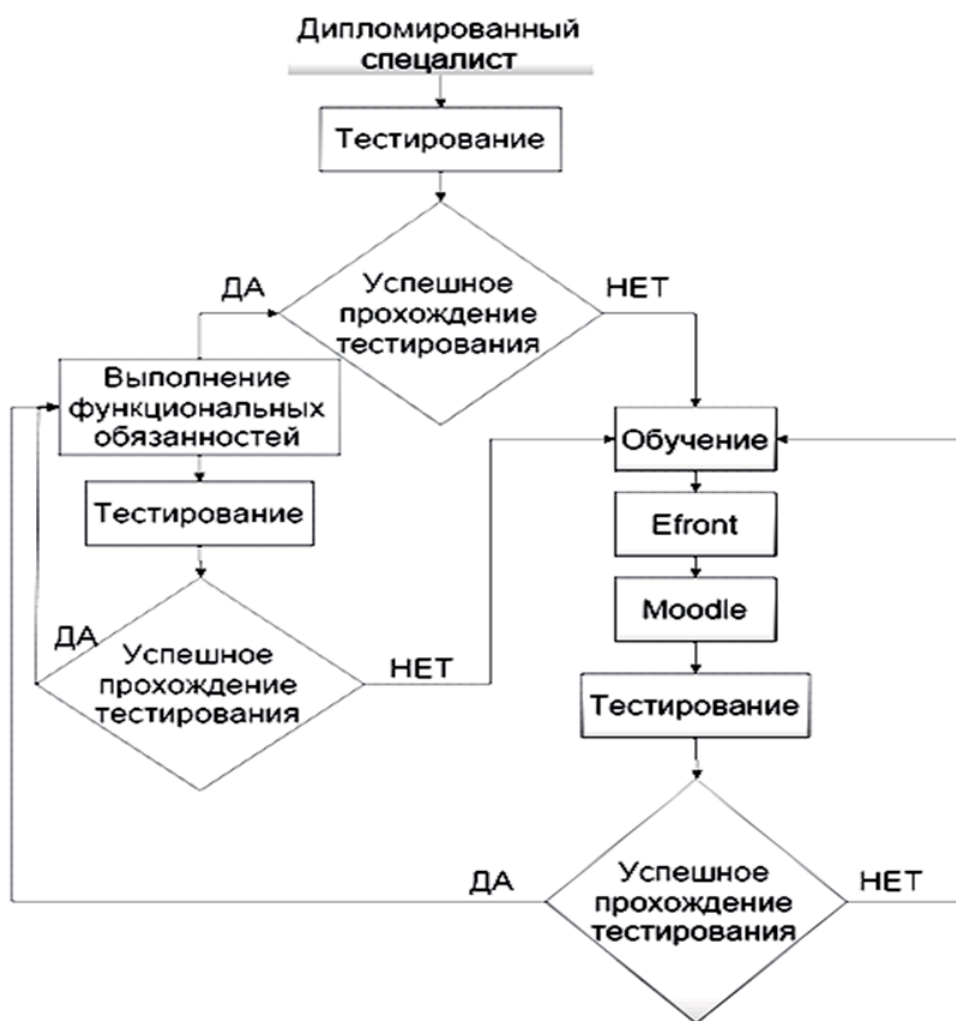 Дипломированный
спецалист
Тестирование
ДА
Успешное
прохождение
тестирования
НЕТ
Выполнение
функциональных
обязанностей
Обучение
Тестирование
Efront
Moodle
ДА
Успешное
прохождение
тестирования
НЕТ
Тестирование
ДА
Успешное
прохождение
тестирования
НЕТ